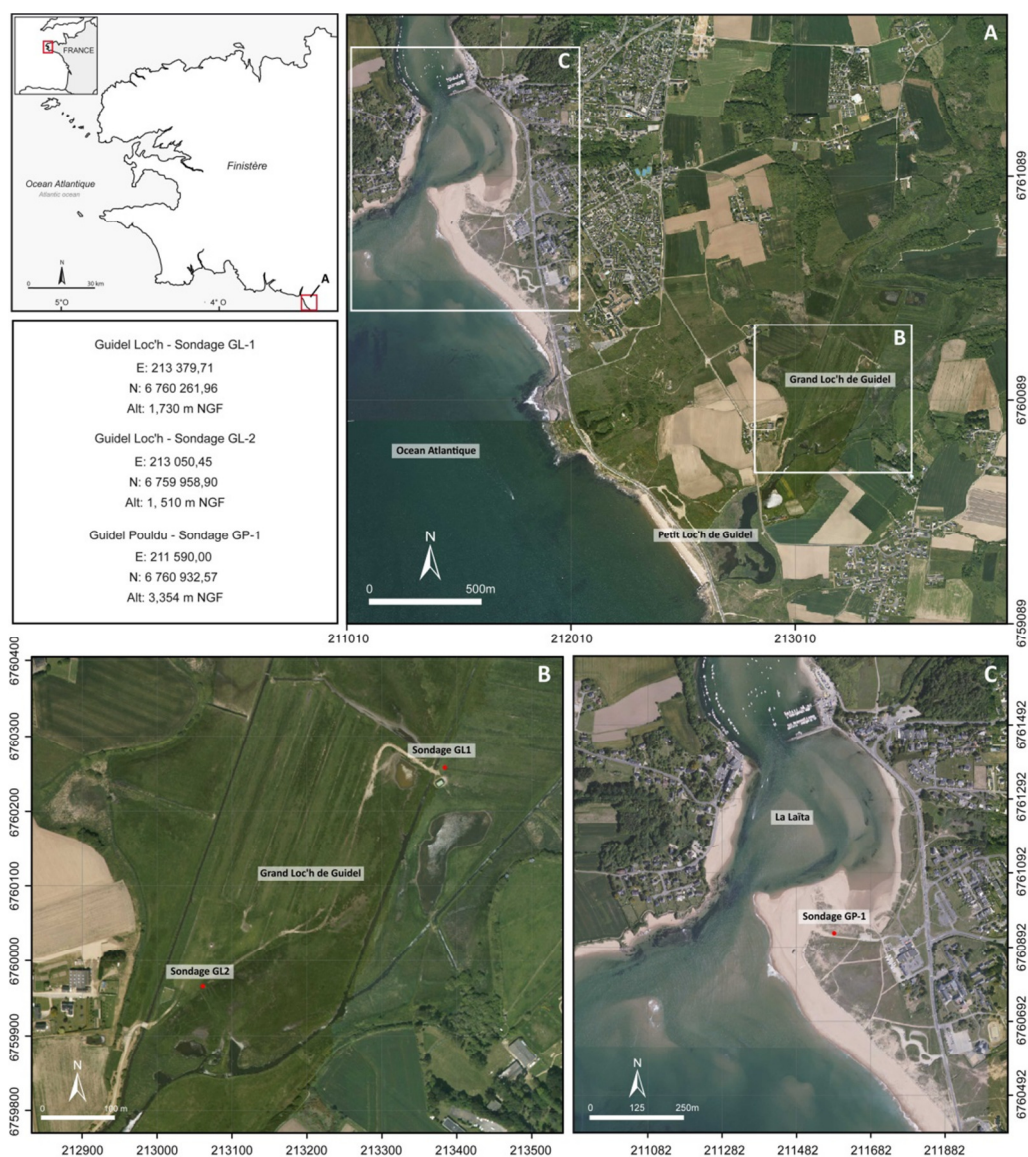 FRANCE
Finistère
Ocean Atlantique
Atlantic ocean
N
0 30 km
A
5°O
4° O
Guidel Loc'h - Sondage GL-1
E: 213 379,71
N: 6 760 261,96
Alt: 1,730 m NGF
Guidel Loc'h - Sondage GL-2
E: 213 050,45
N: 6 759 958,90
Alt: 1, 510 m NGF
Guidel Pouldu - Sondage GP-1
E: 211 590,00
N: 6 760 932,57
Alt: 3,354 m NGF
A
C
B
Grand Loc'h de Guidel
Ocean Atlantique
Petit Loc'h de Guidel
N
0 500m
6761089
6760089
6759089
211010
212010
213010
B
Sondage GL1
Grand Loc'h de Guidel
Sondage GL2
N
0 100 m
6760400
6760300
6760200
6760100
6760000
6759900
6759800
212900
213000
213100
213200
213300
213400
213500
C
La Laïta
Sondage GP-1
N
0 125 250m
6761492
6761292
6761092
6760892
6760692
6760492
211082
211282
211482
211682
211882